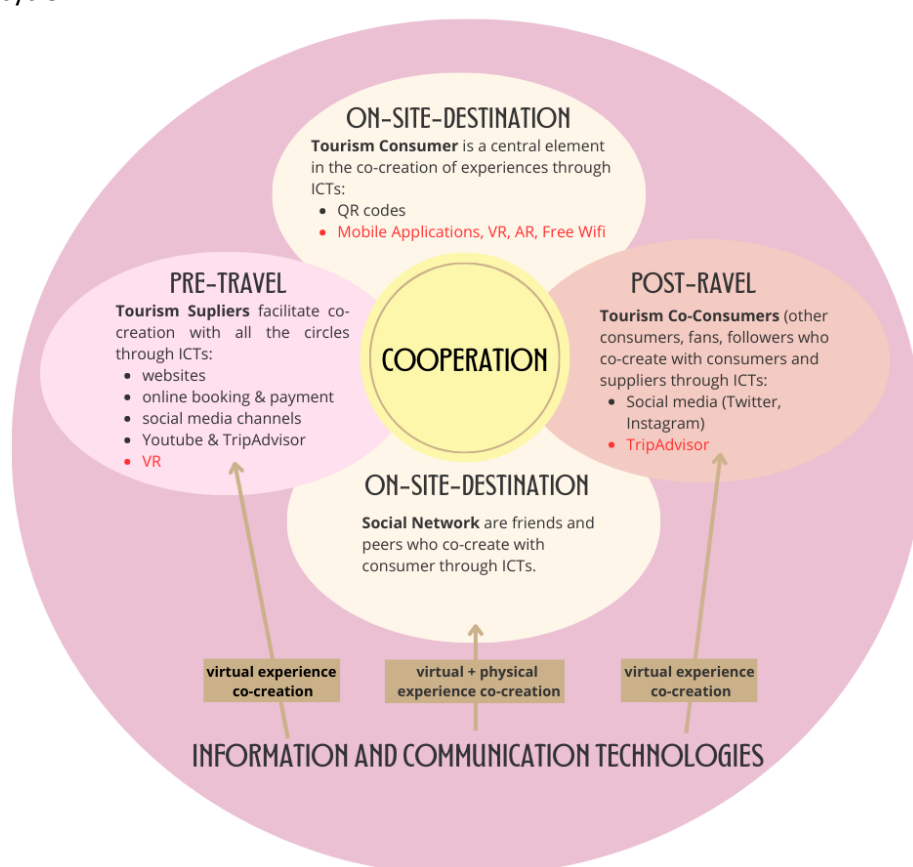 ON-SITE-DESTINATION
Tourism Consumer is a central element
in the co-creation of experiences through
ICTs:
• QR codes
• Mobile Applications, VR, AR, Free Wifi
PRE-TRAVEL
Tourism Supliers facilitate co-
creation with all the circles
through ICTs:
• websites
• online booking & payment
• social media channels
• Youtube & TripAdvisor
• VR
COOPERATION
POST-RAVEL
Tourism Co-Consumers (other
consumers, fans, followers who
co-create with consumers and
suppliers through ICTs:
• Social media (Twitter,
Instagram)
• TripAdvisor
ON-SITE-DESTINATION
Social Network are friends and
peers who co-create with
consumer through ICTs.
virtual experience
co-creation
virtual + physical
experience co-creation
virtual experience
co-creation
INFORMATION AND COMMUNICATION TECHNOLOGIES